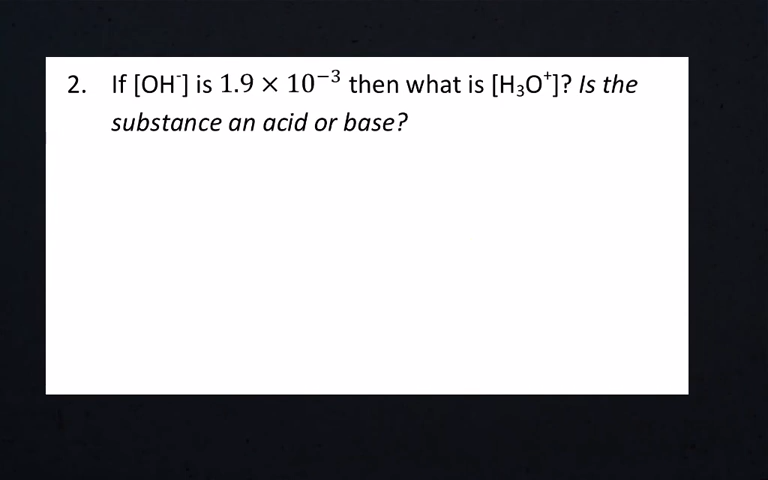 2. If [OH⁻] is 1.9 × 10⁻³ then what is [H₃O⁺]? Is the
substance an acid or base?